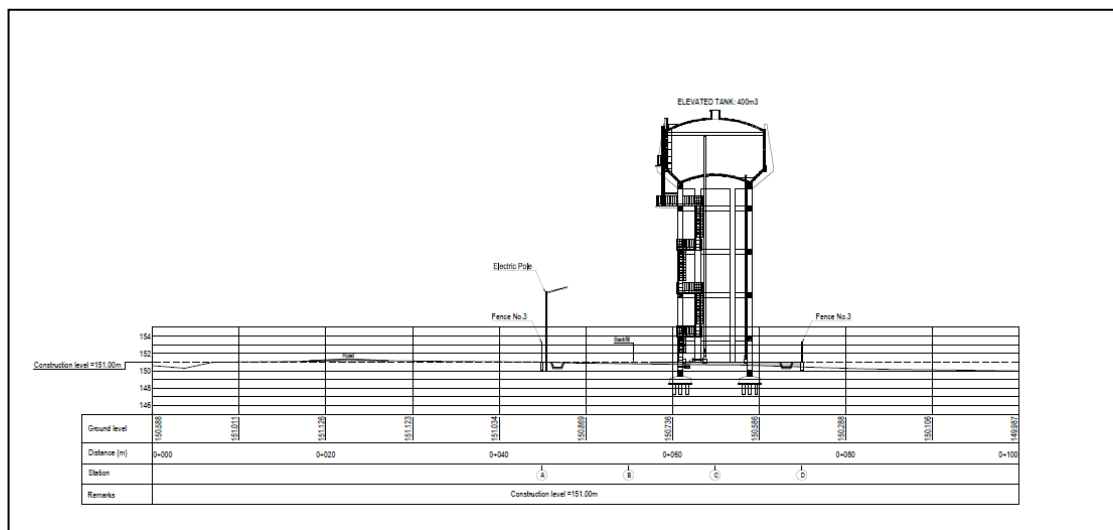 ELEVATED TANK: 400m3
Electric Pole
Fence No.3
Fence No.3
154
152
Road
Backfill
Construction level =151.00m
150
148
146
Ground level 150.588 151.011 151.126 151.123 151.034 150.869 150.736 150.586 150.288 150.106 149.987
Distance (m) 0+000 0+020 0+040 0+060 0+080 0+100
Station A B C D
Remarks Construction level =151.00m